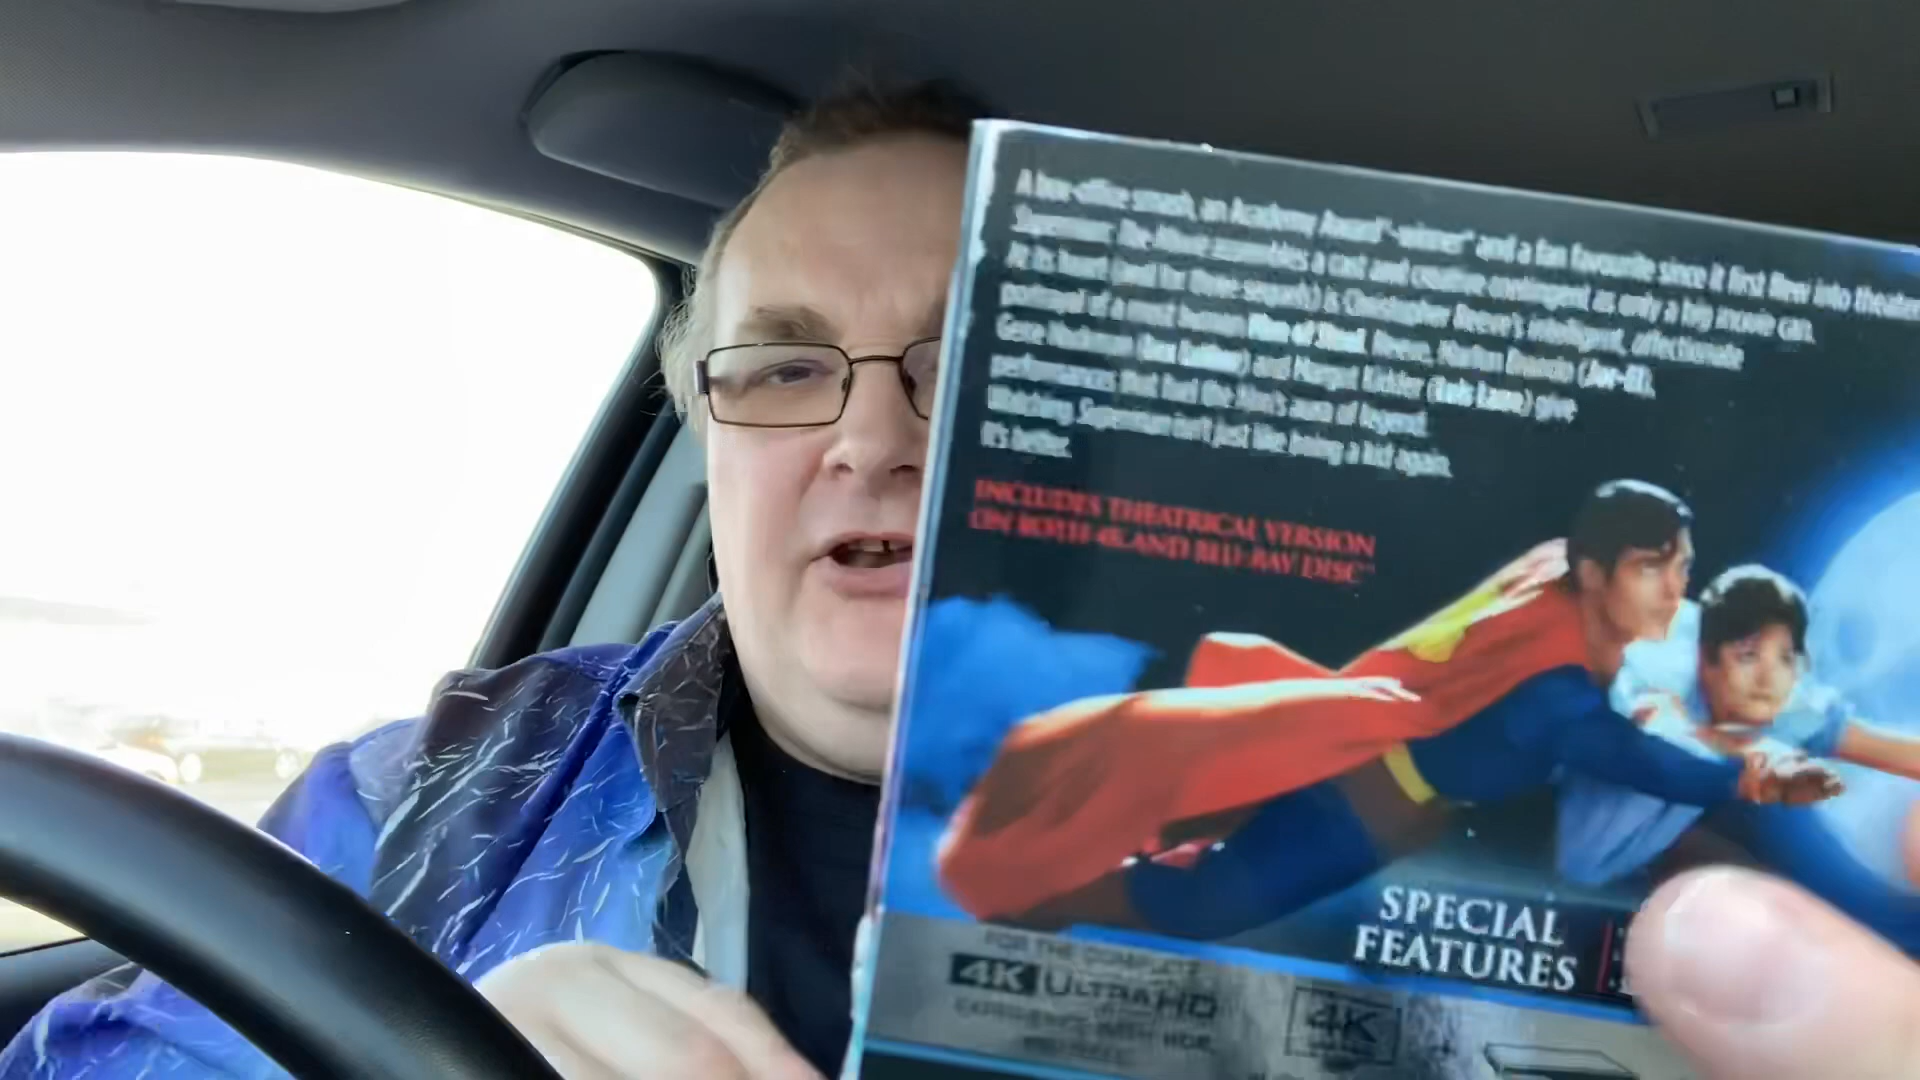 A box-office smash, an Academy Award®-winner* and a fan favourite since it first flew into theaters
Superman: The Movie assembles a cast and creative contingent as only a big movie can.
At its heart (and for three sequels) is Christopher Reeve's intelligent, affectionate
portrayal of a most human Man of Steel. Reeve, Marlon Brando (Jor-El),
Gene Hackman (Lex Luthor) and Margot Kidder (Lois Lane) give
performances that fuel the film's aura of legend.
Watching Superman isn't just like being a kid again.
It's better.
INCLUDES THEATRICAL VERSION
ON BOTH 4K AND BLU-RAY DISC™
SPECIAL
FEATURES
FOR THE COMPLETE
4K ULTRA HD
EXPERIENCE WITH HDR
4K